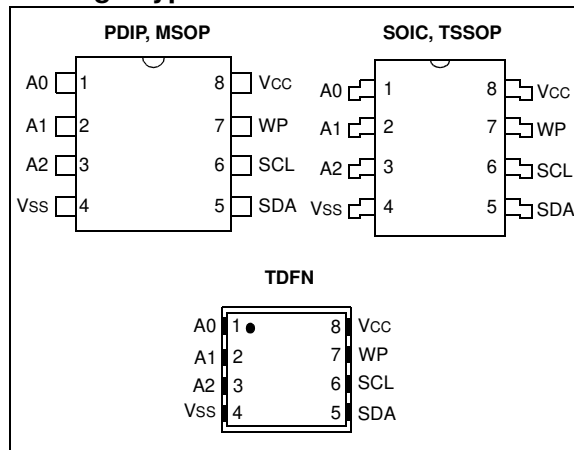 PDIP, MSOP
A0 1 8 VCC
A1 2 7 WP
A2 3 6 SCL
VSS 4 5 SDA
SOIC, TSSOP
A0 1 8 VCC
A1 2 7 WP
A2 3 6 SCL
VSS 4 5 SDA
TDFN
A0 1 8 VCC
A1 2 7 WP
A2 3 6 SCL
VSS 4 5 SDA